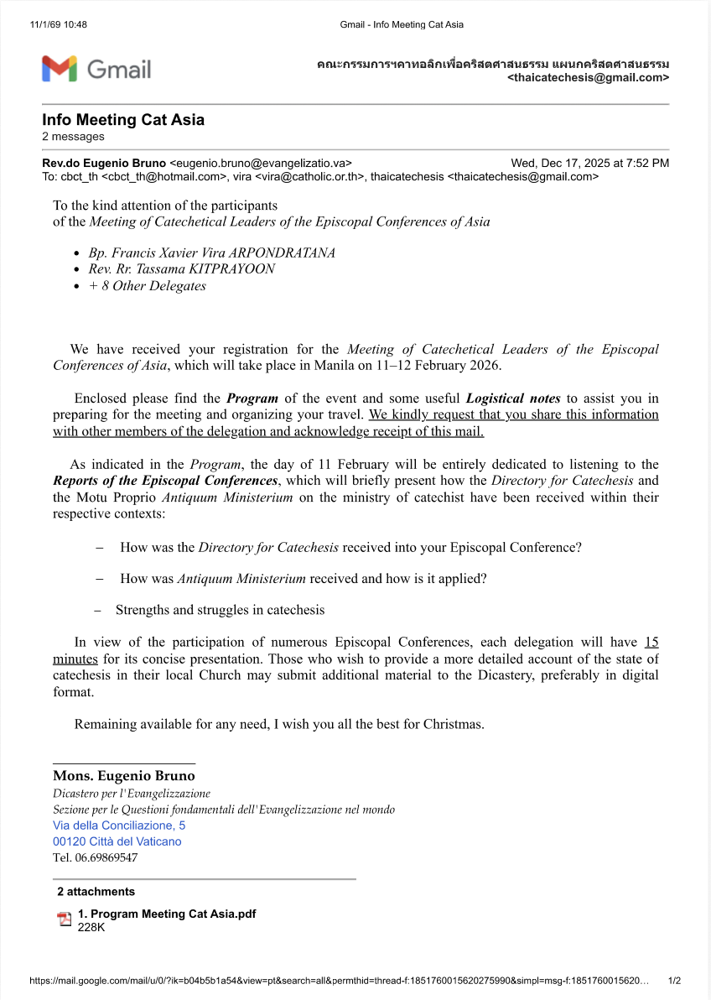 11/1/69 10:48
Gmail - Info Meeting Cat Asia
Gmail
คณะกรรมการฯคาทอลิกเพื่อคริสตศาสนธรรม แผนกคริสตศาสนธรรม
<thaicatechesis@gmail.com>
Info Meeting Cat Asia
2 messages
Rev.do Eugenio Bruno <eugenio.bruno@evangelizatio.va>
Wed, Dec 17, 2025 at 7:52 PM
To: cbct_th <cbct_th@hotmail.com>, vira <vira@catholic.or.th>, thaicatechesis <thaicatechesis@gmail.com>
To the kind attention of the participants
of the Meeting of Catechetical Leaders of the Episcopal Conferences of Asia
• Bp. Francis Xavier Vira ARPONDRATANA
• Rev. Rr. Tassama KITPRAYOON
• + 8 Other Delegates
We have received your registration for the Meeting of Catechetical Leaders of the Episcopal
Conferences of Asia, which will take place in Manila on 11–12 February 2026.
Enclosed please find the Program of the event and some useful Logistical notes to assist you in
preparing for the meeting and organizing your travel. We kindly request that you share this information
with other members of the delegation and acknowledge receipt of this mail.
As indicated in the Program, the day of 11 February will be entirely dedicated to listening to the
Reports of the Episcopal Conferences, which will briefly present how the Directory for Catechesis and
the Motu Proprio Antiquum Ministerium on the ministry of catechist have been received within their
respective contexts:
– How was the Directory for Catechesis received into your Episcopal Conference?
– How was Antiquum Ministerium received and how is it applied?
– Strengths and struggles in catechesis
In view of the participation of numerous Episcopal Conferences, each delegation will have 15
minutes for its concise presentation. Those who wish to provide a more detailed account of the state of
catechesis in their local Church may submit additional material to the Dicastery, preferably in digital
format.
Remaining available for any need, I wish you all the best for Christmas.
Mons. Eugenio Bruno
Dicastero per l'Evangelizzazione
Sezione per le Questioni fondamentali dell'Evangelizzazione nel mondo
Via della Conciliazione, 5
00120 Città del Vaticano
Tel. 06.69869547
2 attachments
1. Program Meeting Cat Asia.pdf
228K
https://mail.google.com/mail/u/0/?ik=b04b5b1a54&view=pt&search=all&permthid=thread-f:1851760015620275990&simpl=msg-f:1851760015620…
1/2